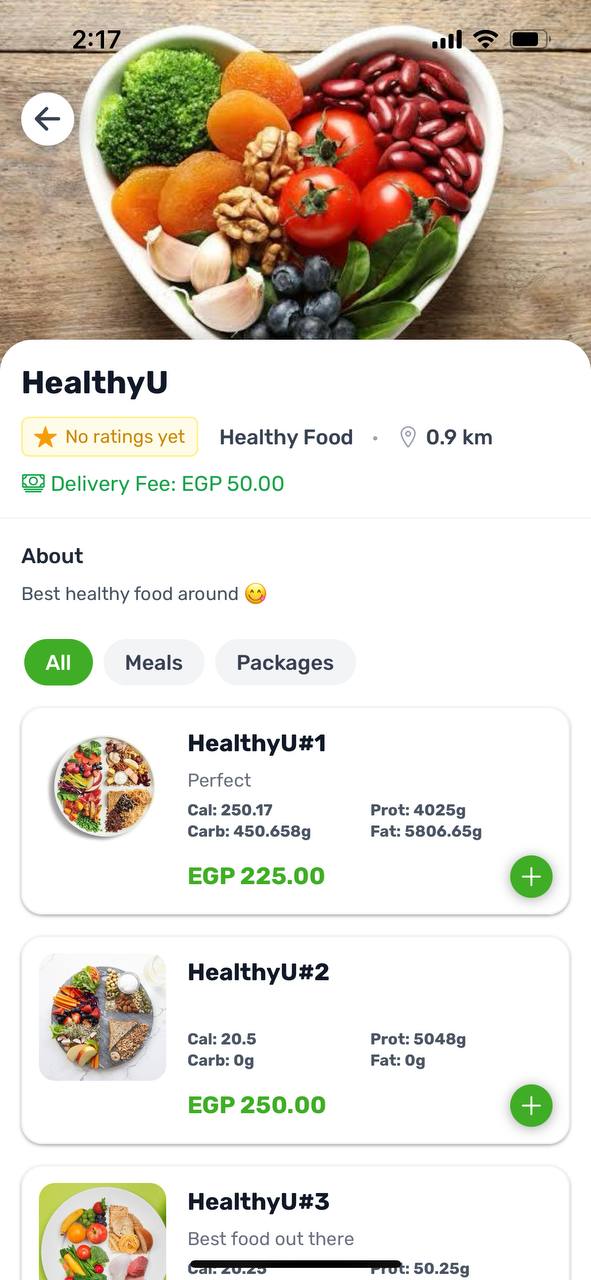 2:17
HealthyU
No ratings yet
Healthy Food • 0.9 km
Delivery Fee: EGP 50.00
About
Best healthy food around 😋
All Meals Packages
HealthyU#1
Perfect
Cal: 250.17 Prot: 4025g
Carb: 450.658g Fat: 5806.65g
EGP 225.00
HealthyU#2
Cal: 20.5 Prot: 5048g
Carb: 0g Fat: 0g
EGP 250.00
HealthyU#3
Best food out there
Cal: 20.25 Prot: 50.25g